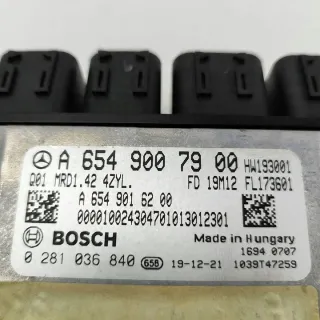 A 654 900 79 00 HW193001
Q01 MRD1.42 4ZYL. FD 19M12 FL173601
A 654 901 62 00
0000100243047010130123​01
BOSCH Made in Hungary
1694 0707
0 281 036 840 658 19-12-21 1039T47259